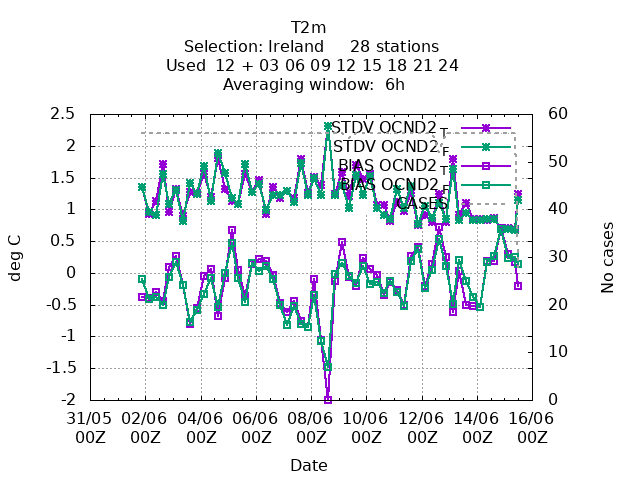 T2m
Selection: Ireland     28 stations
Used  12 + 03 06 09 12 15 18 21 24
Averaging window:  6h
2.5
2
1.5
1
0.5
0
-0.5
-1
-1.5
-2
deg C
60
50
40
30
20
10
0
No cases
STDV OCND2_T
STDV OCND2_F
BIAS OCND2_T
BIAS OCND2_F
CASES
31/05 02/06 04/06 06/06 08/06 10/06 12/06 14/06 16/06
00Z 00Z 00Z 00Z 00Z 00Z 00Z 00Z 00Z
Date